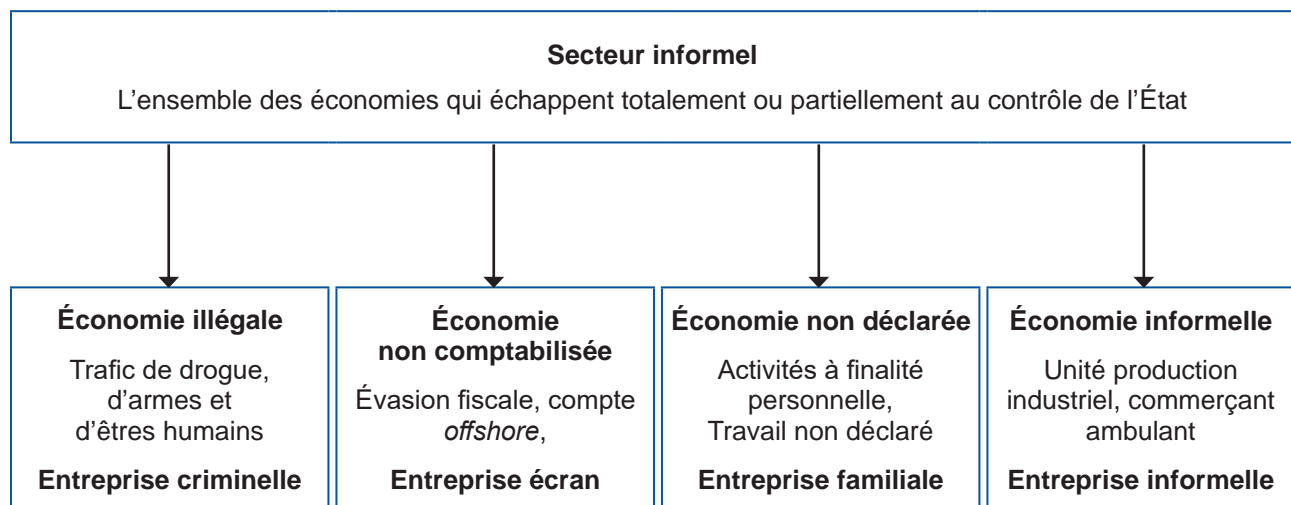 Secteur informel
L’ensemble des économies qui échappent totalement ou partiellement au contrôle de l’État
Économie illégale
Trafic de drogue,
d’armes et
d’êtres humains
Entreprise criminelle
Économie
non comptabilisée
Évasion fiscale, compte
offshore,
Entreprise écran
Économie non déclarée
Activités à finalité
personnelle,
Travail non déclaré
Entreprise familiale
Économie informelle
Unité production
industriel, commerçant
ambulant
Entreprise informelle